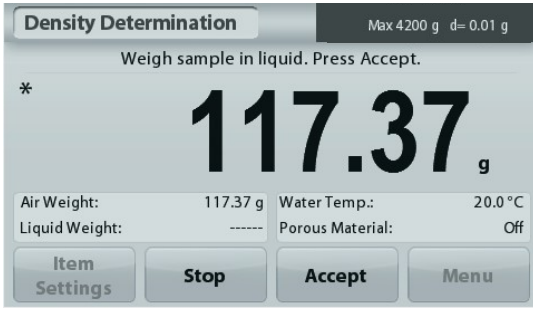 Density Determination Max 4200 g d= 0.01 g
Weigh sample in liquid. Press Accept.
*
117.37 g
Air Weight: 117.37 g Water Temp.: 20.0 °C
Liquid Weight: ------ Porous Material: Off
Item Settings Stop Accept Menu